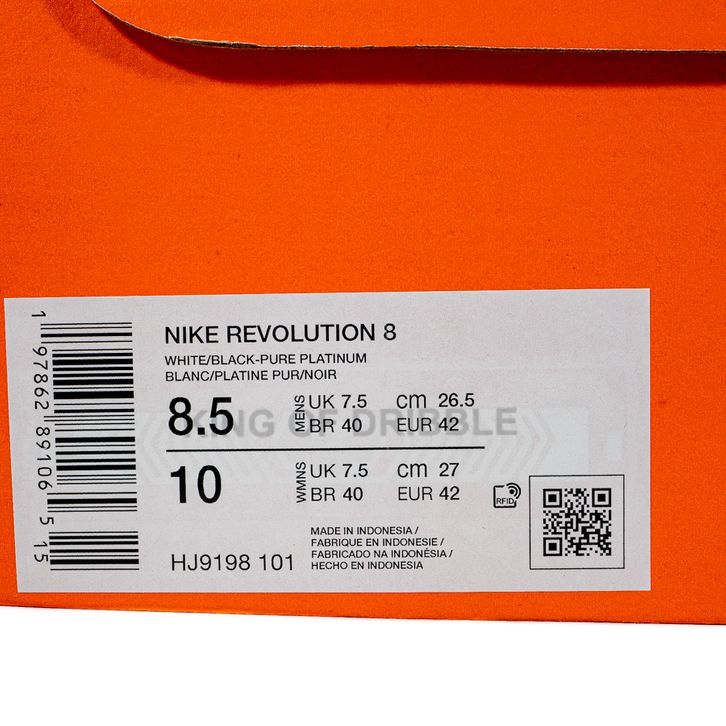 1 97862 89106 5 15
NIKE REVOLUTION 8
WHITE/BLACK-PURE PLATINUM
BLANC/PLATINE PUR/NOIR
8.5 MENS UK 7.5 cm 26.5
BR 40 EUR 42
KING OF DRIBBLE
10 WMNS UK 7.5 cm 27
BR 40 EUR 42
RFID
HJ9198 101
MADE IN INDONESIA /
FABRIQUE EN INDONESIE /
FABRICADO NA INDONÉSIA /
HECHO EN INDONESIA